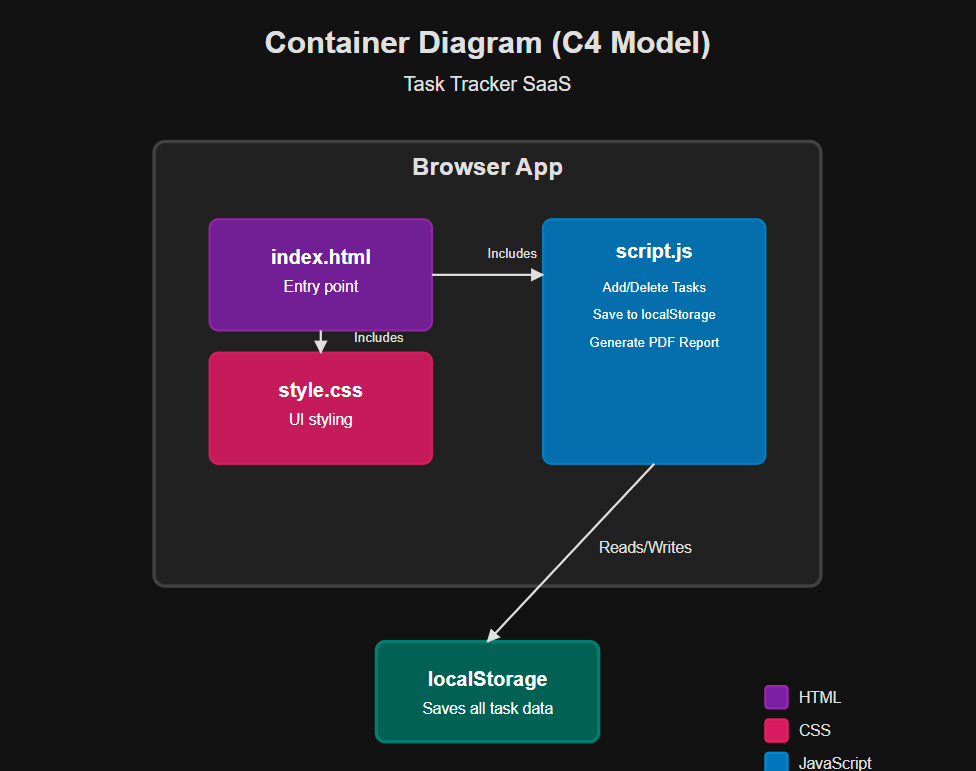 Container Diagram (C4 Model)
Task Tracker SaaS
Browser App
index.html
Entry point
Includes
script.js
Add/Delete Tasks
Save to localStorage
Generate PDF Report
Includes
style.css
UI styling
Reads/Writes
localStorage
Saves all task data
HTML
CSS
JavaScript